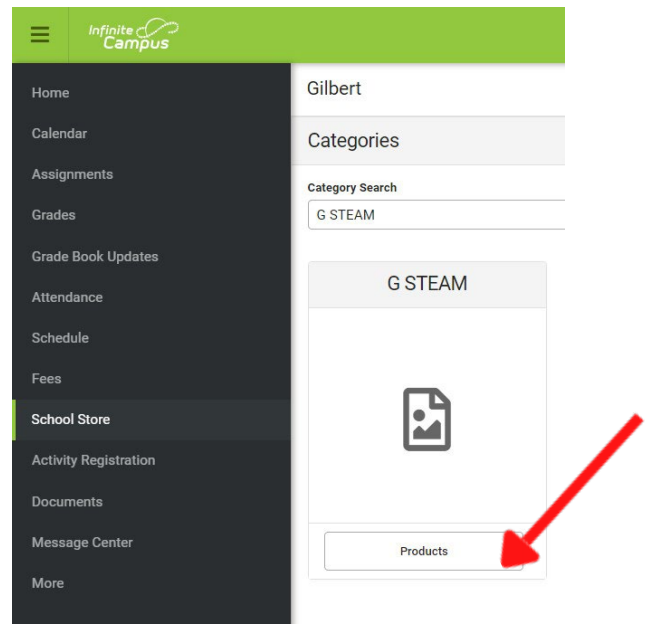 Infinite
Campus
Home
Calendar
Assignments
Grades
Grade Book Updates
Attendance
Schedule
Fees
School Store
Activity Registration
Documents
Message Center
More
Gilbert
Categories
Category Search
G STEAM
G STEAM
Products